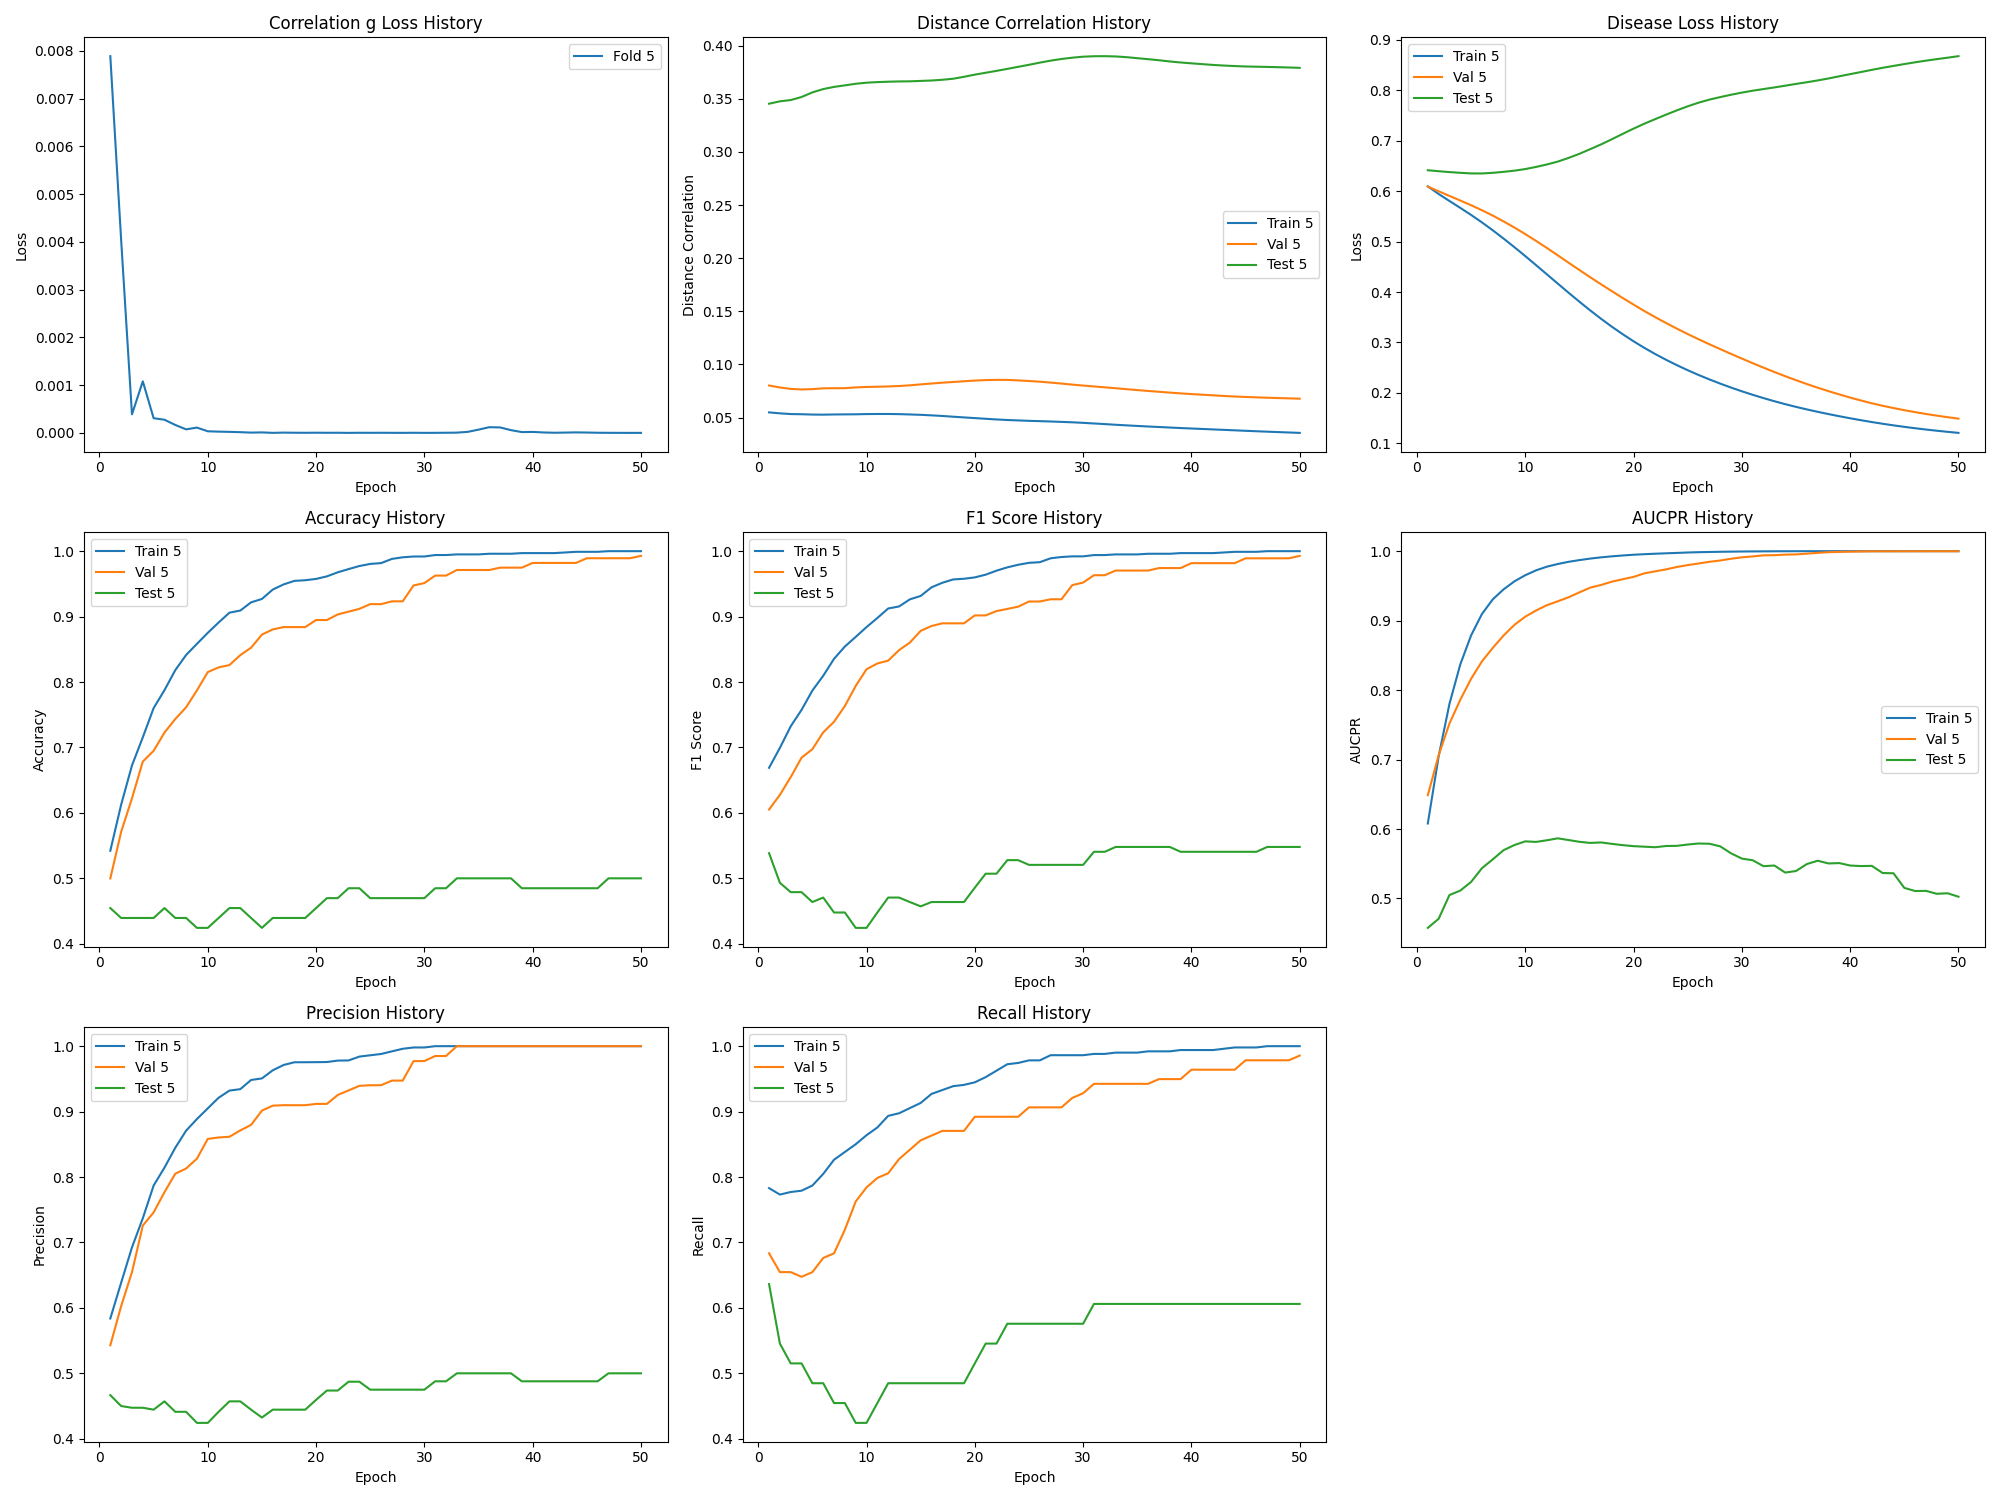 Correlation g Loss History
0.008
0.007
0.006
0.005
0.004
0.003
0.002
0.001
0.000
Loss
0 10 20 30 40 50
Epoch
Fold 5
Distance Correlation History
0.40
0.35
0.30
0.25
0.20
0.15
0.10
0.05
Distance Correlation
0 10 20 30 40 50
Epoch
Train 5
Val 5
Test 5
Disease Loss History
0.9
0.8
0.7
0.6
0.5
0.4
0.3
0.2
0.1
Loss
0 10 20 30 40 50
Epoch
Train 5
Val 5
Test 5
Accuracy History
1.0
0.9
0.8
0.7
0.6
0.5
0.4
Accuracy
0 10 20 30 40 50
Epoch
Train 5
Val 5
Test 5
F1 Score History
1.0
0.9
0.8
0.7
0.6
0.5
0.4
F1 Score
0 10 20 30 40 50
Epoch
Train 5
Val 5
Test 5
AUCPR History
1.0
0.9
0.8
0.7
0.6
0.5
AUCPR
0 10 20 30 40 50
Epoch
Train 5
Val 5
Test 5
Precision History
1.0
0.9
0.8
0.7
0.6
0.5
0.4
Precision
0 10 20 30 40 50
Epoch
Train 5
Val 5
Test 5
Recall History
1.0
0.9
0.8
0.7
0.6
0.5
0.4
Recall
0 10 20 30 40 50
Epoch
Train 5
Val 5
Test 5